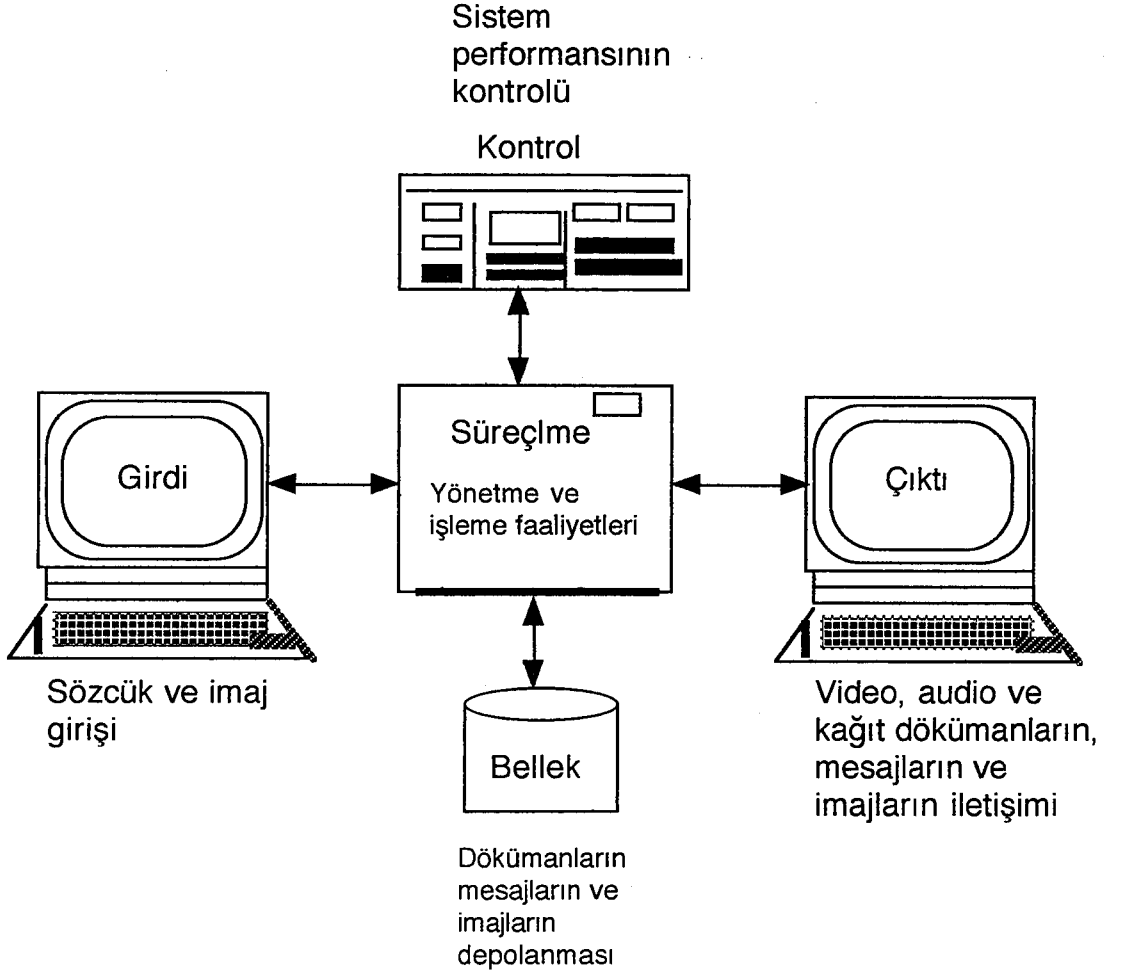 Sistem
performansının
kontrolü
Kontrol
Girdi
Süreçlme
Yönetme ve
işleme faaliyetleri
Çıktı
Sözcük ve imaj
girişi
Bellek
Video, audio ve
kağıt dökümanların,
mesajların ve
imajların iletişimi
Dökümanların
mesajların ve
imajların
depolanması